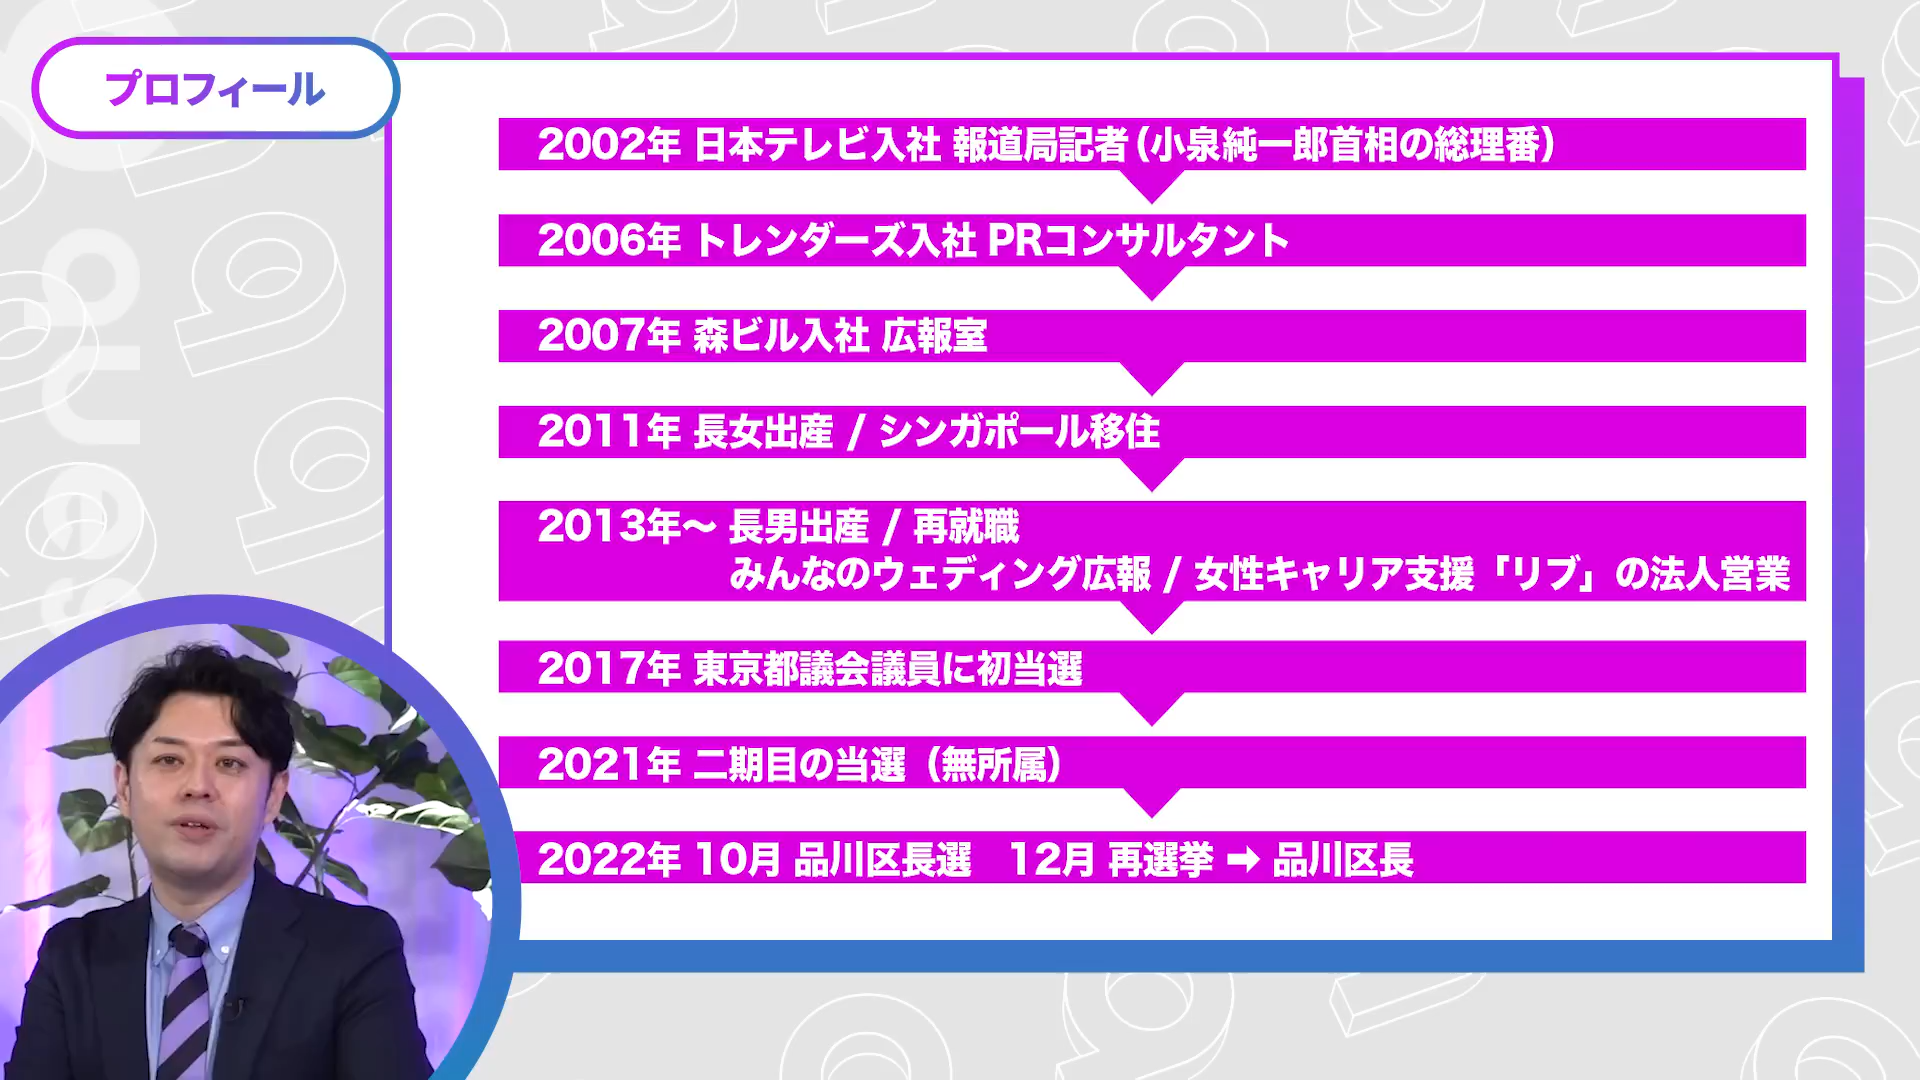 プロフィール
2002年 日本テレビ入社 報道局記者(小泉純一郎首相の総理番)
2006年 トレンダーズ入社 PRコンサルタント
2007年 森ビル入社 広報室
2011年 長女出産 / シンガポール移住
2013年〜 長男出産 / 再就職
みんなのウェディング広報 / 女性キャリア支援「リブ」の法人営業
2017年 東京都議会議員に初当選
2021年 二期目の当選（無所属）
2022年 10月 品川区長選　12月 再選挙 ➡ 品川区長